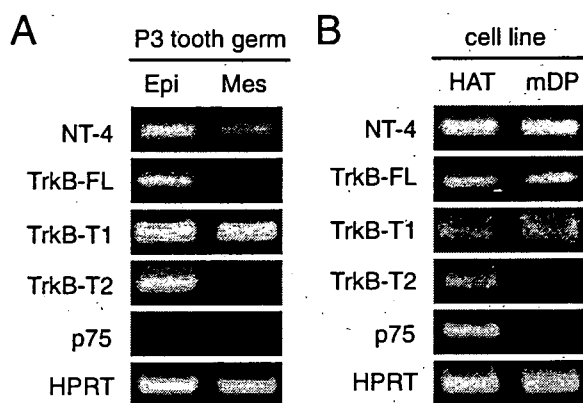 A
P3 tooth germ
Epi Mes
NT-4
TrkB-FL
TrkB-T1
TrkB-T2
p75
HPRT
B
cell line
HAT mDP
NT-4
TrkB-FL
TrkB-T1
TrkB-T2
p75
HPRT